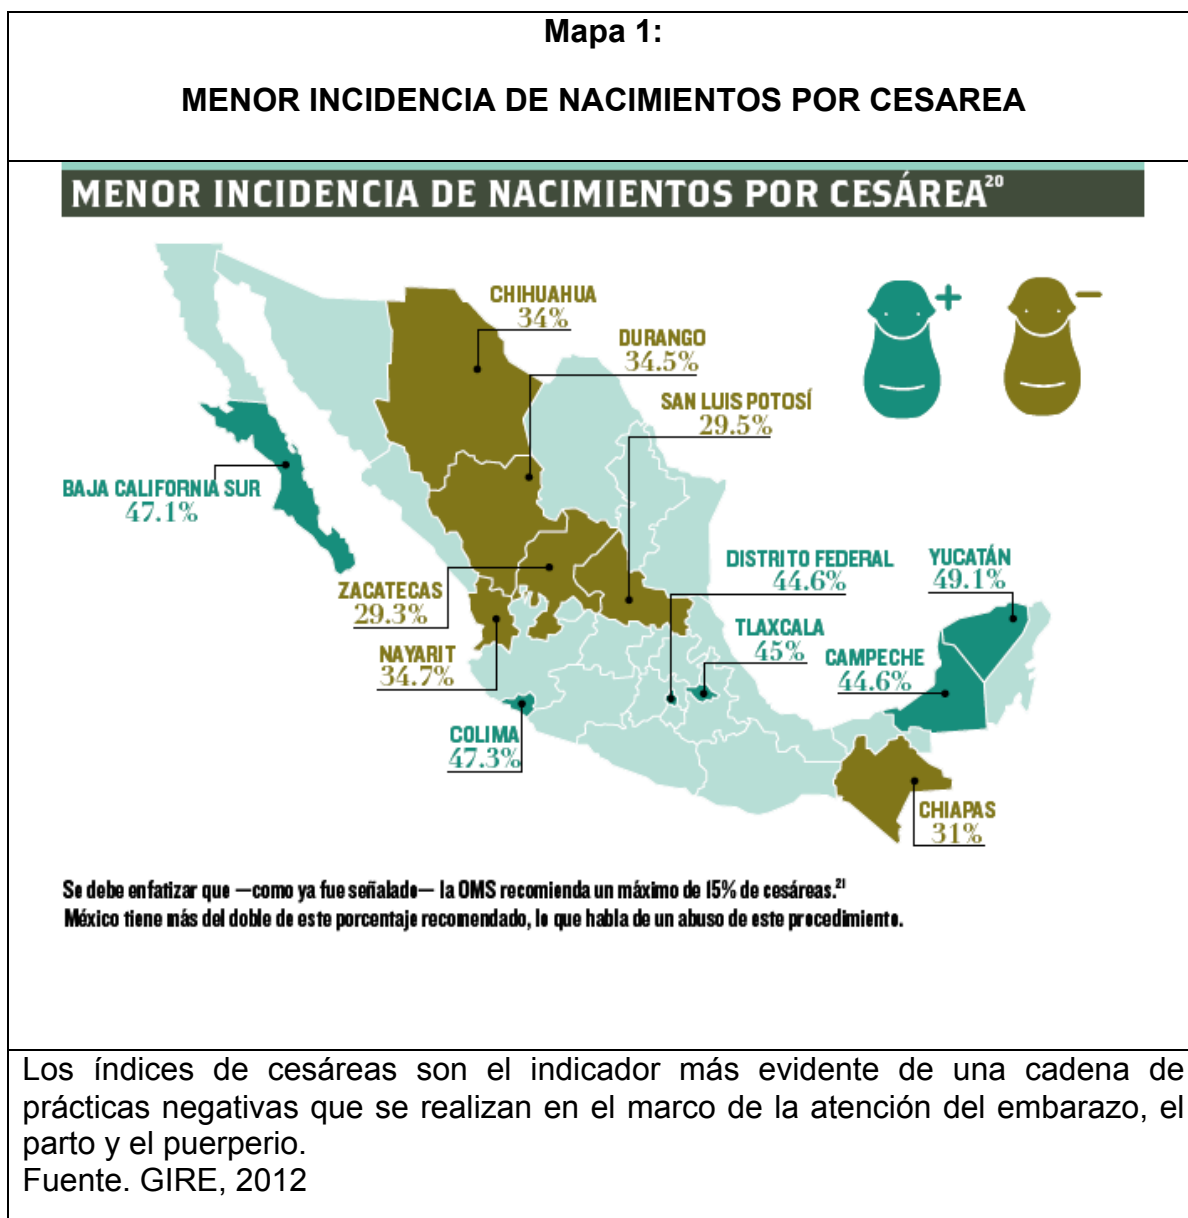 Mapa 1:
MENOR INCIDENCIA DE NACIMIENTOS POR CESAREA
MENOR INCIDENCIA DE NACIMIENTOS POR CESÁREA20
+
−
CHIHUAHUA
34%
DURANGO
34.5%
SAN LUIS POTOSÍ
29.5%
BAJA CALIFORNIA SUR
47.1%
ZACATECAS
29.3%
NAYARIT
34.7%
COLIMA
47.3%
DISTRITO FEDERAL
44.6%
TLAXCALA
45%
YUCATÁN
49.1%
CAMPECHE
44.6%
CHIAPAS
31%
Se debe enfatizar que —como ya fue señalado— la OMS recomienda un máximo de 15% de cesáreas.21
México tiene más del doble de este porcentaje recomendado, lo que habla de un abuso de este procedimiento.
Los índices de cesáreas son el indicador más evidente de una cadena de
prácticas negativas que se realizan en el marco de la atención del embarazo, el
parto y el puerperio.
Fuente. GIRE, 2012